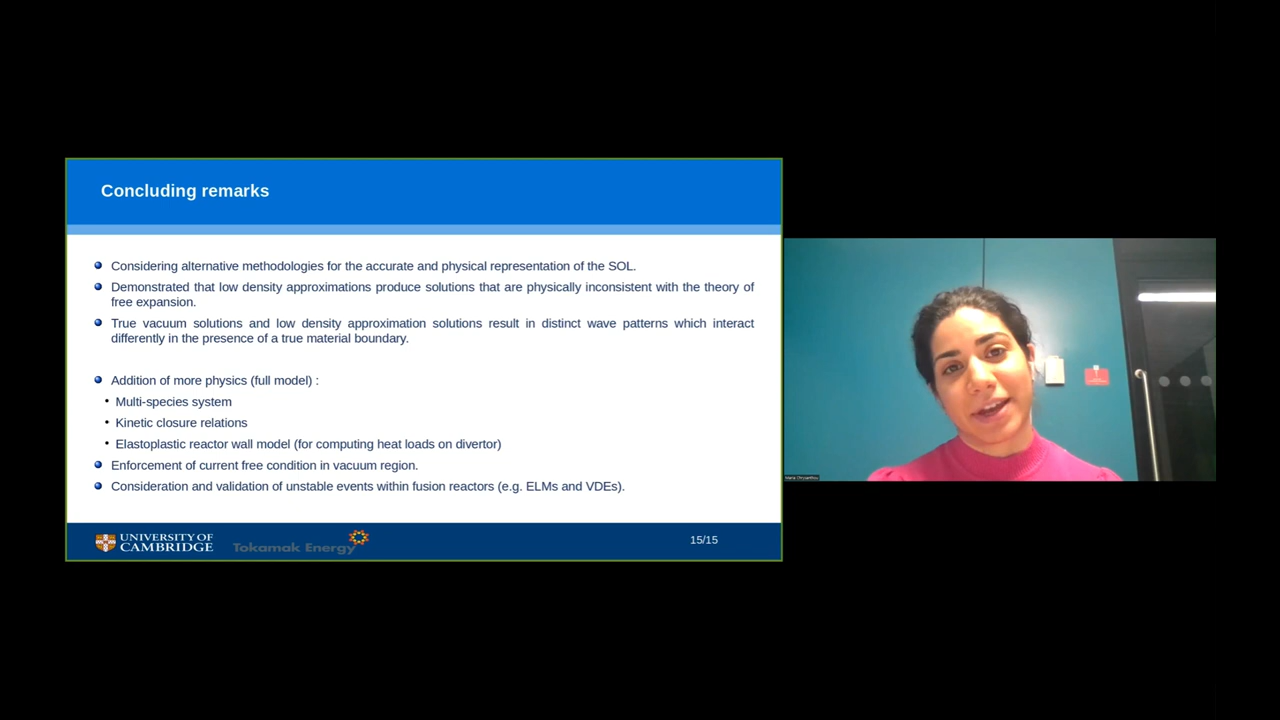 Concluding remarks
Considering alternative methodologies for the accurate and physical representation of the SOL.
Demonstrated that low density approximations produce solutions that are physically inconsistent with the theory of
free expansion.
True vacuum solutions and low density approximation solutions result in distinct wave patterns which interact
differently in the presence of a true material boundary.
Addition of more physics (full model) :
Multi-species system
Kinetic closure relations
Elastoplastic reactor wall model (for computing heat loads on divertor)
Enforcement of current free condition in vacuum region.
Consideration and validation of unstable events within fusion reactors (e.g. ELMs and VDEs).
UNIVERSITY OF
CAMBRIDGE
Tokamak Energy
15/15
Maria Chrysanthou